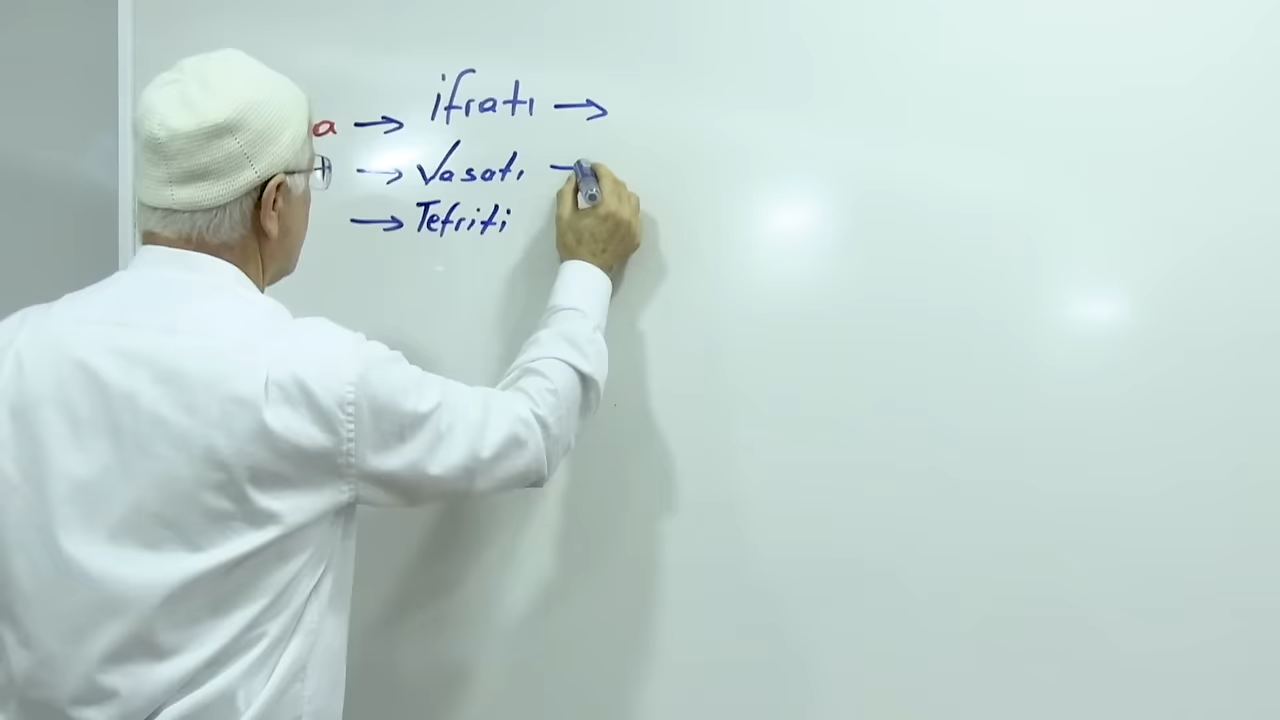 a → ifratı →
→ Vasatı
→ Tefriti